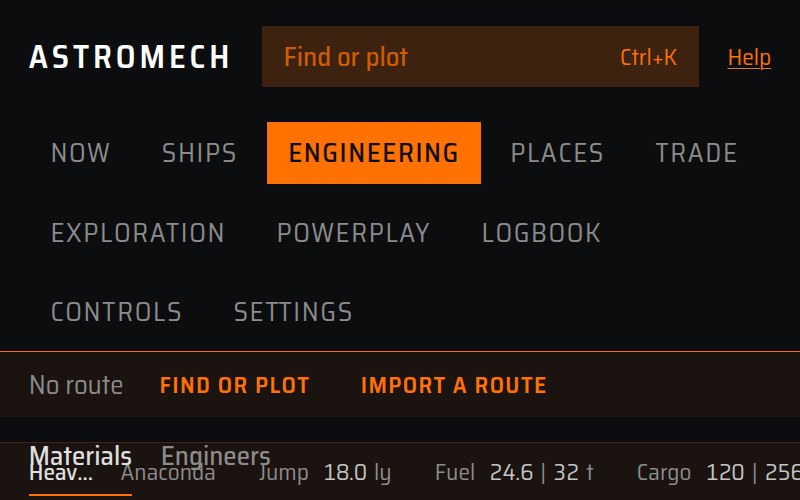 ASTROMECH Find or plot Ctrl+K Help
NOW SHIPS ENGINEERING PLACES TRADE
EXPLORATION POWERPLAY LOGBOOK
CONTROLS SETTINGS
No route FIND OR PLOT IMPORT A ROUTE
Materials Engineers
Heav... Anaconda Jump 18.0 ly Fuel 24.6 | 32 t Cargo 120 | 256